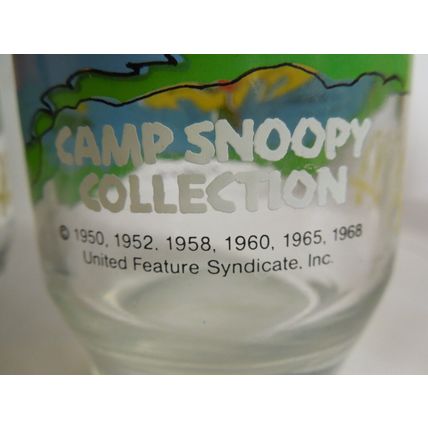 CAMP SNOOPY
COLLECTION
© 1950, 1952. 1958, 1960, 1965, 1968
United Feature Syndicate. Inc.